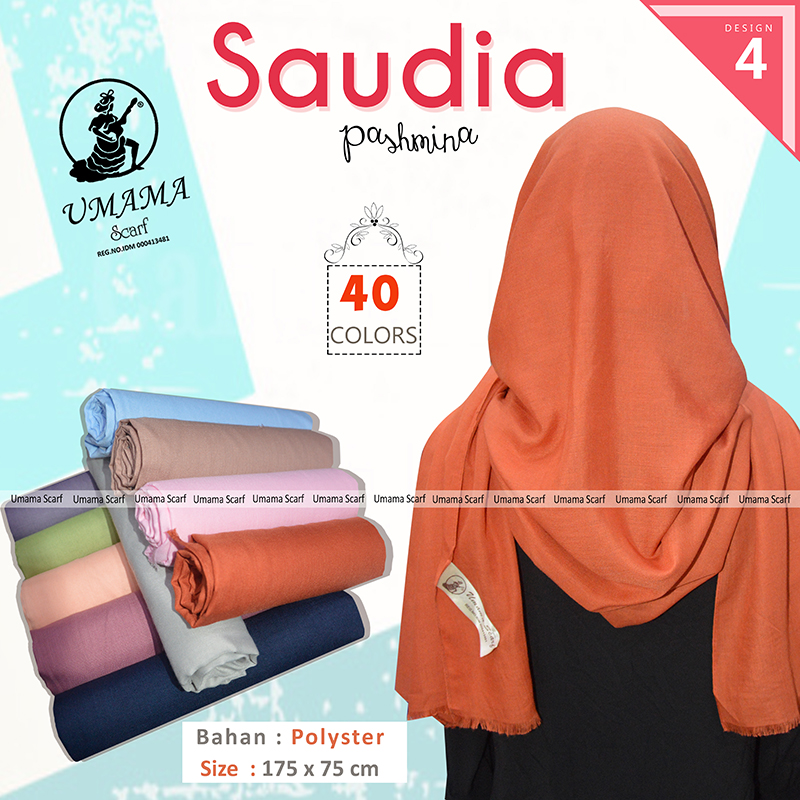 Saudia
pashmina
DESIGN
4
UMAMA
Scarf
REG.NO.IDM 000413481
40
COLORS
Umama Scarf Umama Scarf Umama Scarf Umama Scarf Umama Scarf Umama Scarf Umama Scarf Umama Scarf Umama Scarf Umama Scarf Umama Scarf Umama Scarf Umama Scarf
Bahan : Polyster
Size : 175 x 75 cm